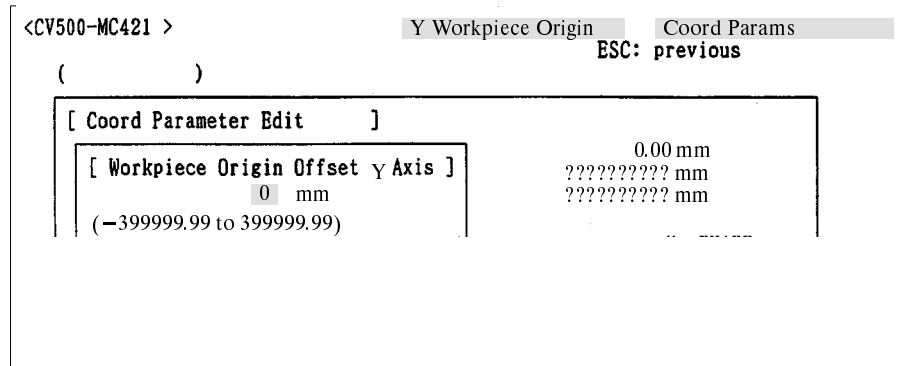 <CV500-MC421 > Y Workpiece Origin Coord Params
ESC: previous
( )
[ Coord Parameter Edit ]
0.00 mm
[ Workpiece Origin Offset Y Axis ]
?????????? mm
0 mm
?????????? mm
(−399999.99 to 399999.99)